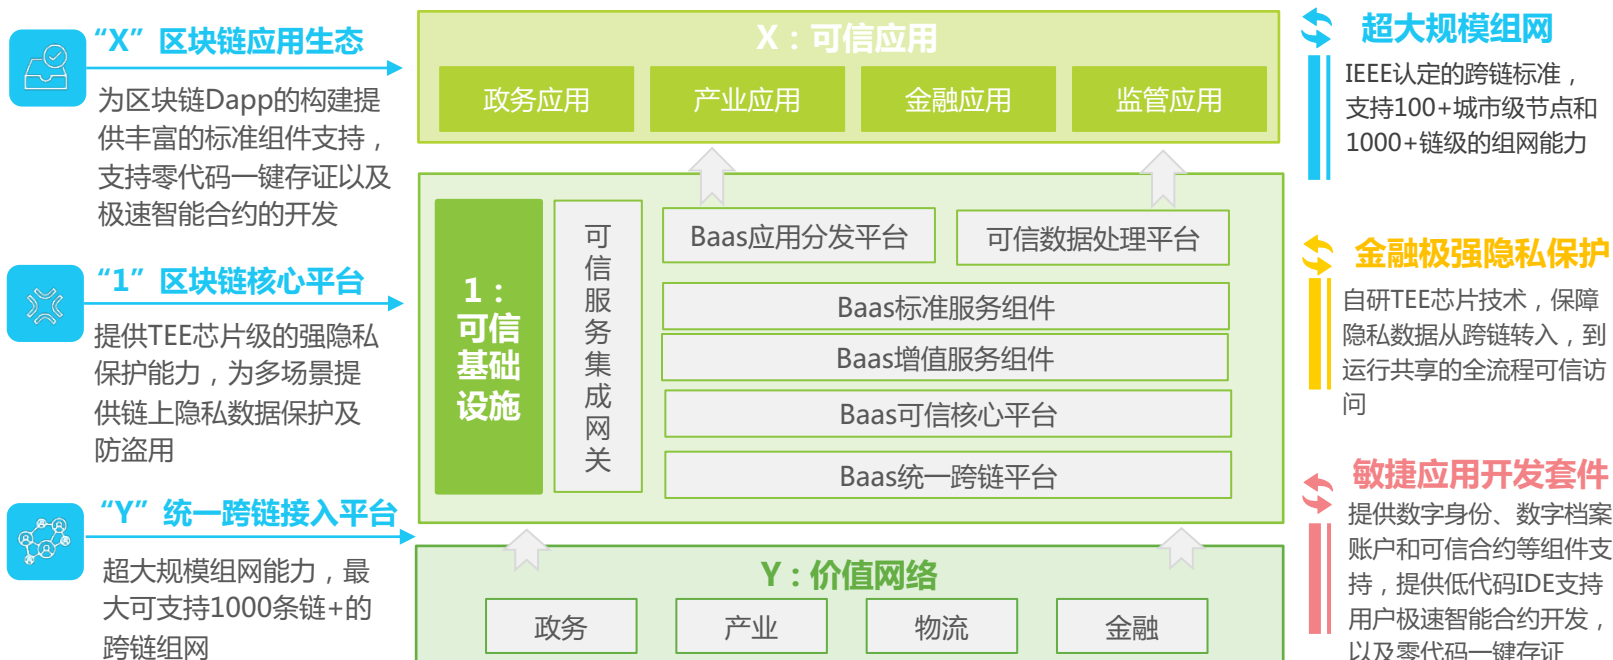 “X”区块链应用生态
为区块链Dapp的构建提
供丰富的标准组件支持，
支持零代码一键存证以及
极速智能合约的开发
“1”区块链核心平台
提供TEE芯片级的强隐私
保护能力，为多场景提
供链上隐私数据保护及
防盗用
“Y”统一跨链接入平台
超大规模组网能力，最
大可支持1000条链+的
跨链组网
X：可信应用
政务应用
产业应用
金融应用
监管应用
1：
可信
基础
设施
可
信
服
务
集
成
网
关
Baas应用分发平台
可信数据处理平台
Baas标准服务组件
Baas增值服务组件
Baas可信核心平台
Baas统一跨链平台
Y：价值网络
政务
产业
物流
金融
超大规模组网
IEEE认定的跨链标准，
支持100+城市级节点和
1000+链级的组网能力
金融极强隐私保护
自研TEE芯片技术，保障
隐私数据从跨链转入，到
运行共享的全流程可信访
问
敏捷应用开发套件
提供数字身份、数字档案
账户和可信合约等组件支
持，提供低代码IDE支持
用户极速智能合约开发，
以及零代码一键存证